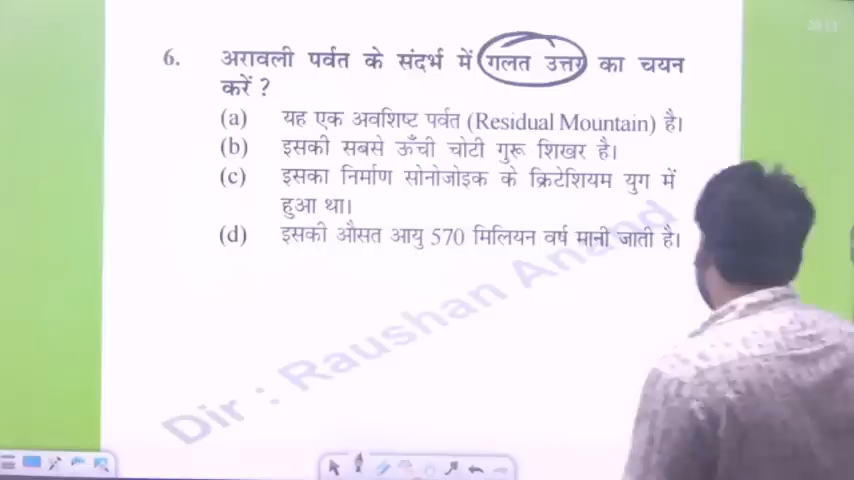 6. अरावली पर्वत के संदर्भ में गलत उत्तर का चयन
करें ?
(a) यह एक अवशिष्ट पर्वत (Residual Mountain) है।
(b) इसकी सबसे ऊँची चोटी गुरू शिखर है।
(c) इसका निर्माण सोनोजोइक के क्रिटेशियम युग में
हुआ था।
(d) इसकी औसत आयु 570 मिलियन वर्ष मानी जाती है।
Dir : Raushan Anand